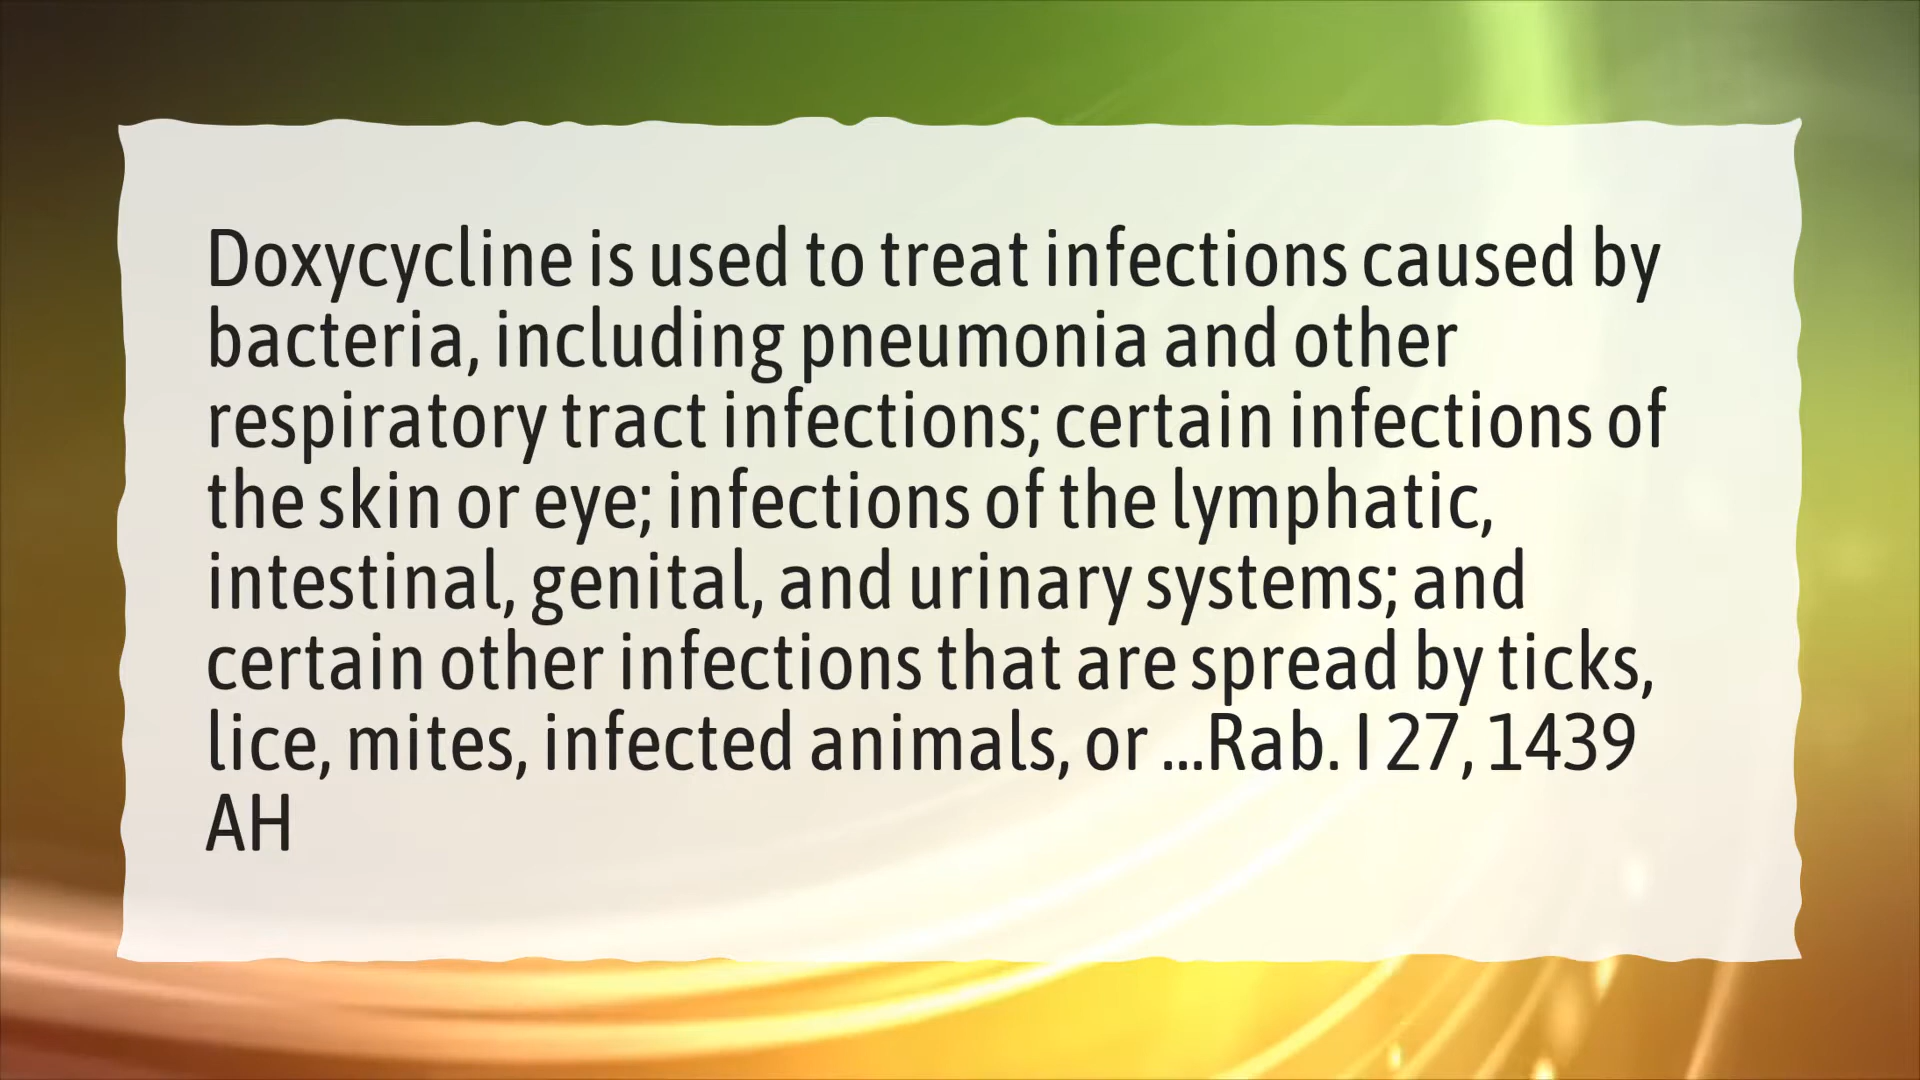 Doxycycline is used to treat infections caused by
bacteria, including pneumonia and other
respiratory tract infections; certain infections of
the skin or eye; infections of the lymphatic,
intestinal, genital, and urinary systems; and
certain other infections that are spread by ticks,
lice, mites, infected animals, or ...Rab. I 27, 1439
AH